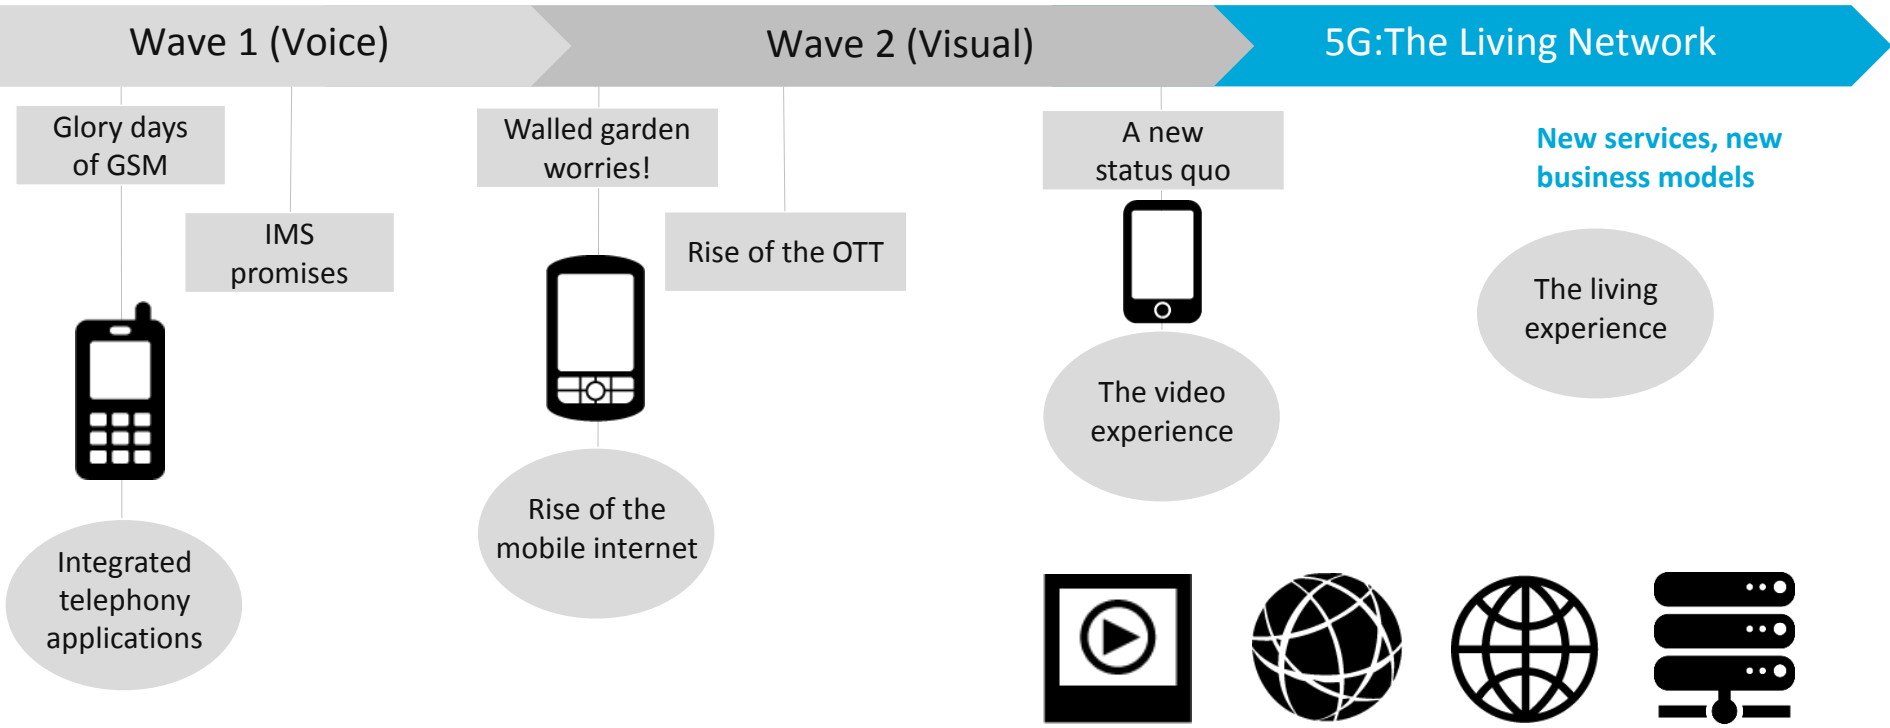 Wave 1 (Voice)
Wave 2 (Visual)
5G:The Living Network
Glory days
of GSM
IMS
promises
Integrated
telephony
applications
Walled garden
worries!
Rise of the OTT
Rise of the
mobile internet
A new
status quo
The video
experience
New services, new
business models
The living
experience